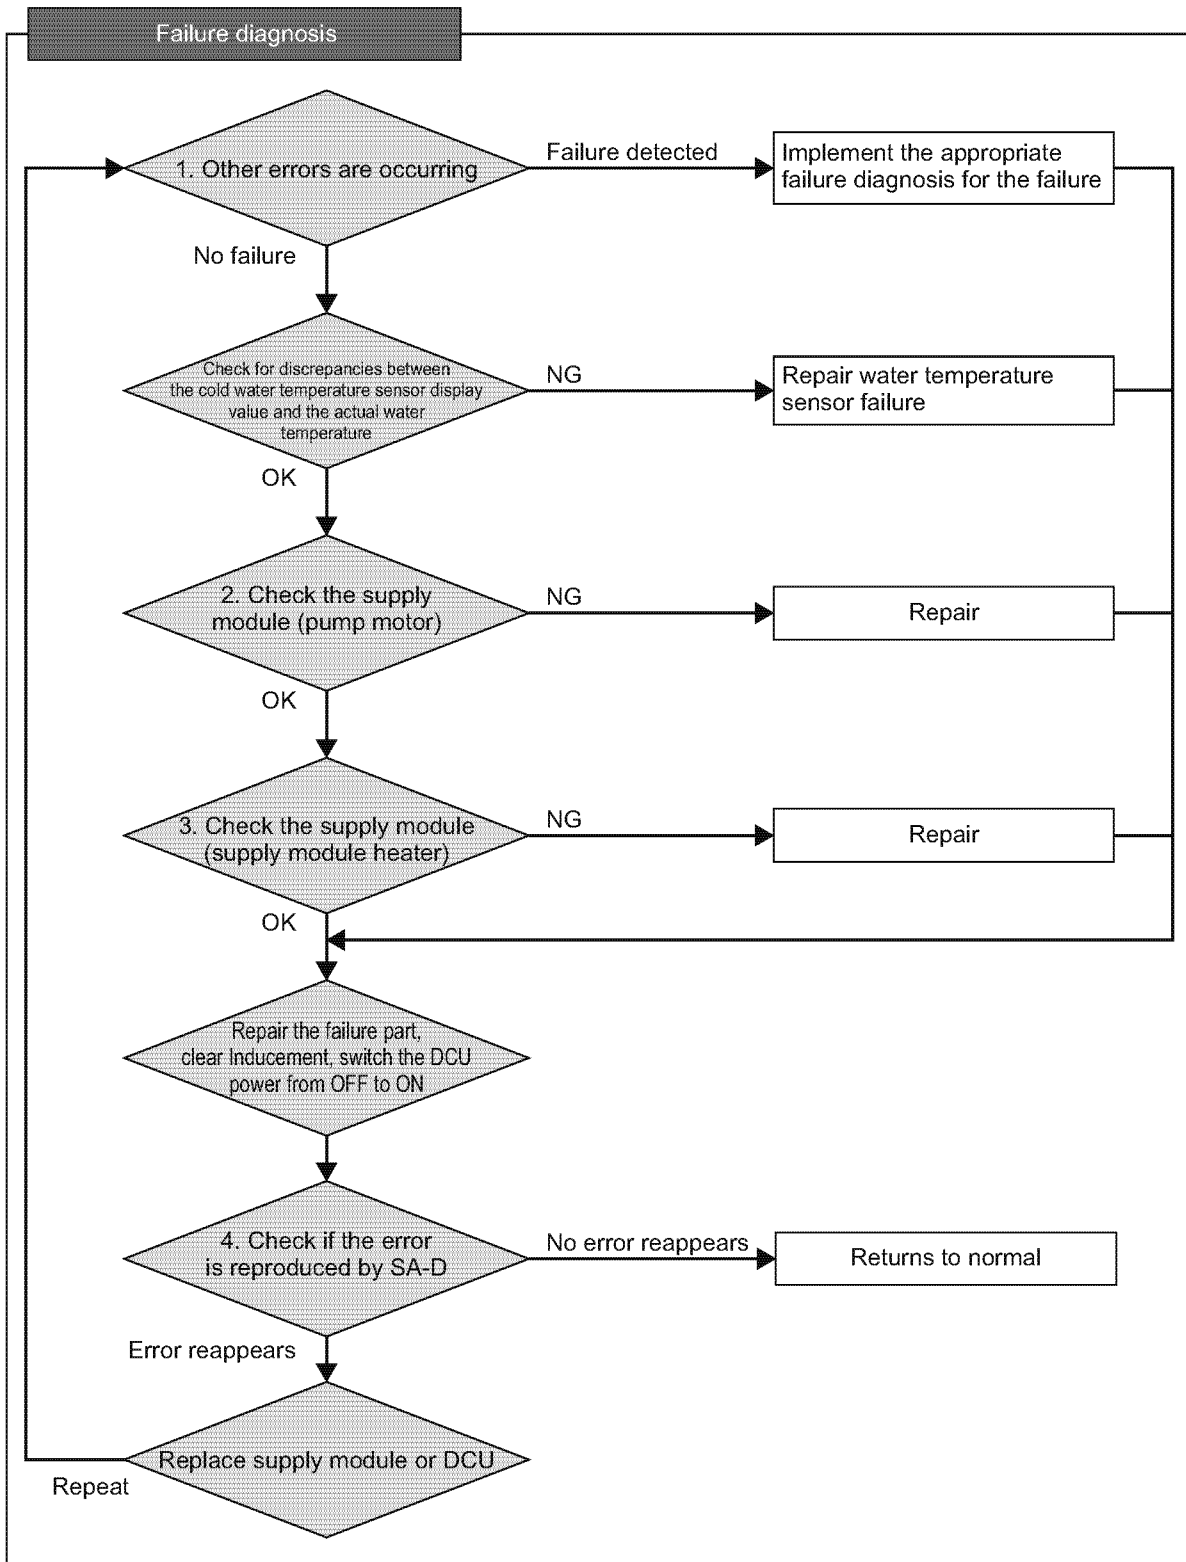 Failure diagnosis
1. Other errors are occurring
Failure detected
Implement the appropriate
failure diagnosis for the failure
No failure
Check for discrepancies between
the cold water temperature sensor display
value and the actual water
temperature
NG
Repair water temperature
sensor failure
OK
2. Check the supply
module (pump motor)
NG
Repair
OK
3. Check the supply module
(supply module heater)
NG
Repair
OK
Repair the failure part,
clear Inducement, switch the DCU
power from OFF to ON
4. Check if the error
is reproduced by SA-D
No error reappears
Returns to normal
Error reappears
Replace supply module or DCU
Repeat